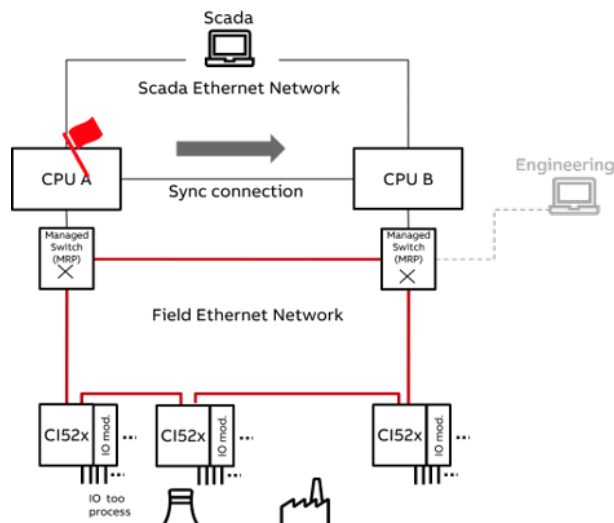 Scada
Scada Ethernet Network
CPU A
Sync connection
CPU B
Engineering
Managed
Switch
(MRP)
Managed
Switch
(MRP)
Field Ethernet Network
CI52x
IO mod.
CI52x
IO mod.
CI52x
IO mod.
IO too
process